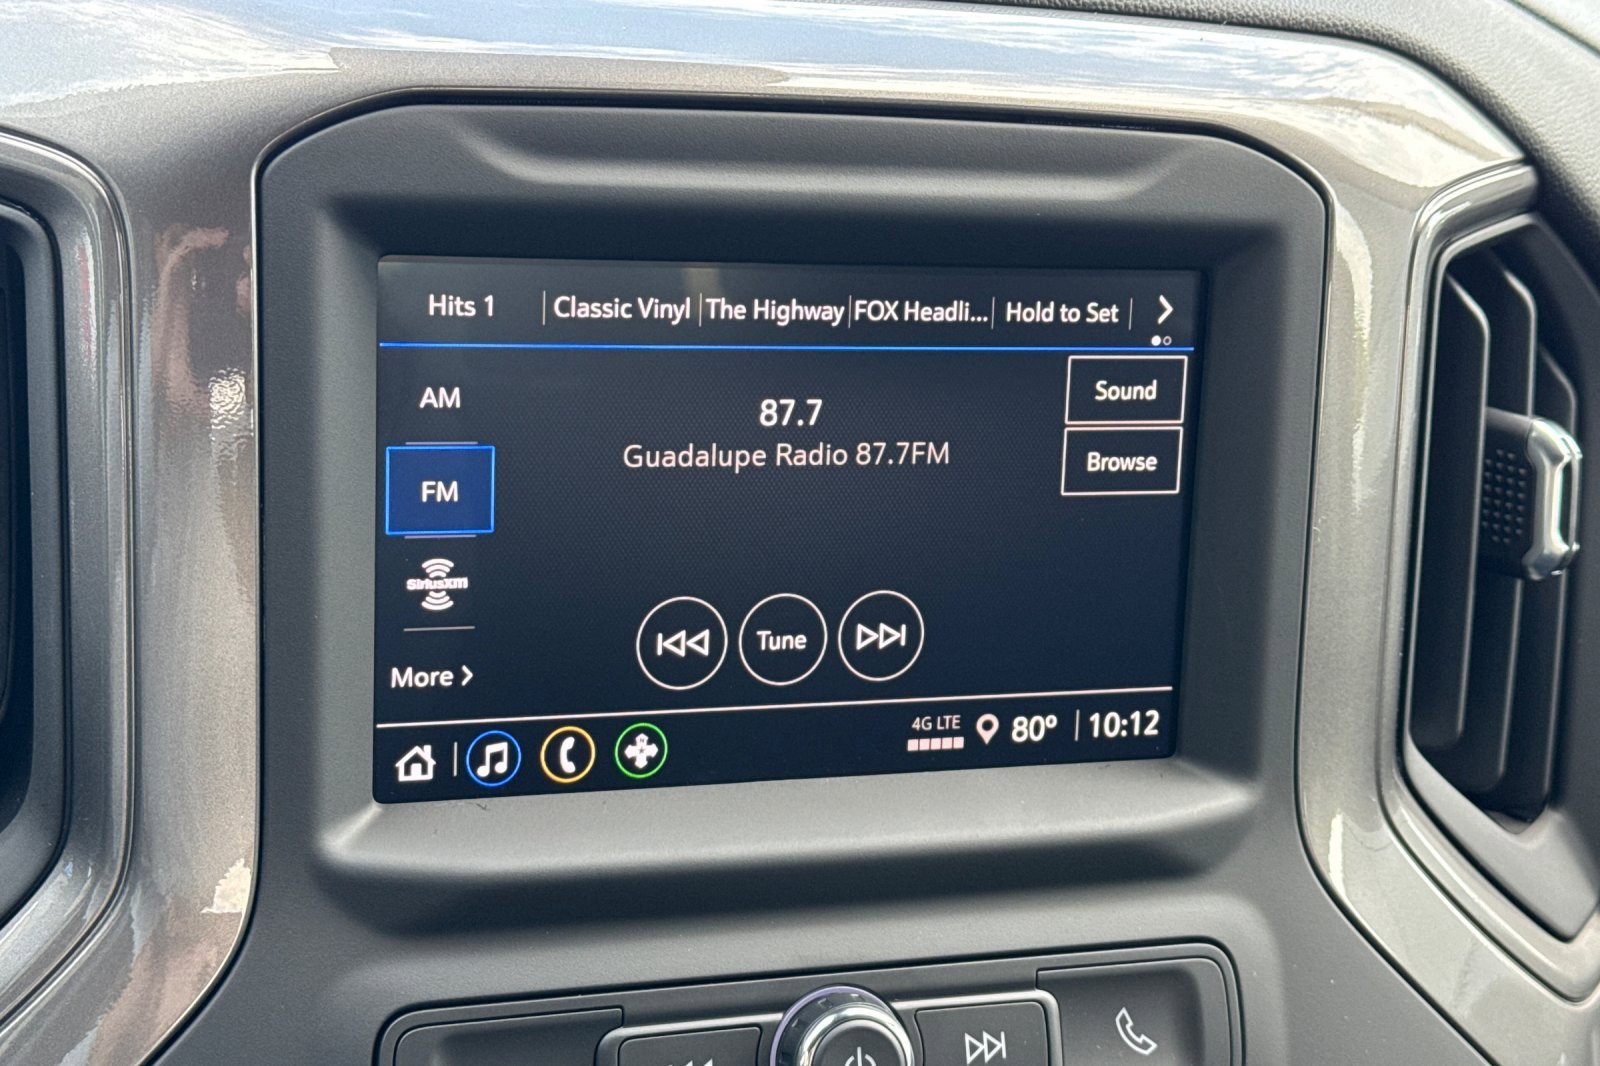 Hits 1 | Classic Vinyl | The Highway | FOX Headli... | Hold to Set |
AM
87.7
Sound
Guadalupe Radio 87.7FM
Browse
FM
SiriusXM
Tune
More
4G LTE
80° | 10:12